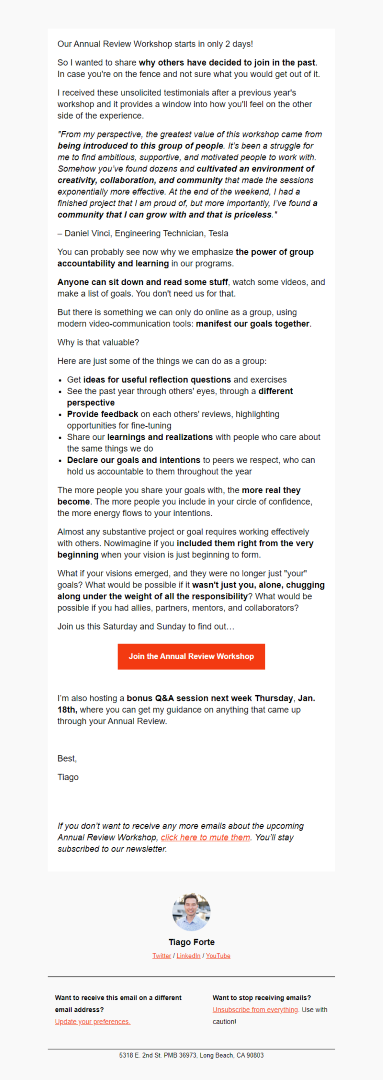 Our Annual Review Workshop starts in only 2 days!
So I wanted to share why others have decided to join in the past.
In case you're on the fence and not sure what you would get out of it.
I received these unsolicited testimonials after a previous year's
workshop and it provides a window into how you'll feel on the other
side of the experience.
"From my perspective, the greatest value of this workshop came from
being introduced to this group of people. It's been a struggle for
me to find ambitious, supportive, and motivated people to work with.
Somehow you've found dozens and cultivated an environment of
creativity, collaboration, and community that made the sessions
exponentially more effective. At the end of the weekend, I had a
finished project that I am proud of, but more importantly, I've found a
community that I can grow with and that is priceless."
– Daniel Vinci, Engineering Technician, Tesla
You can probably see now why we emphasize the power of group
accountability and learning in our programs.
Anyone can sit down and read some stuff, watch some videos, and
make a list of goals. You don't need us for that.
But there is something we can only do online as a group, using
modern video-communication tools: manifest our goals together.
Why is that valuable?
Here are just some of the things we can do as a group:
• Get ideas for useful reflection questions and exercises
• See the past year through others' eyes, through a different
perspective
• Provide feedback on each others' reviews, highlighting
opportunities for fine-tuning
• Share our learnings and realizations with people who care about
the same things we do
• Declare our goals and intentions to peers we respect, who can
hold us accountable to them throughout the year
The more people you share your goals with, the more real they
become. The more people you include in your circle of confidence,
the more energy flows to your intentions.
Almost any substantive project or goal requires working effectively
with others. Nowimagine if you included them right from the very
beginning when your vision is just beginning to form.
What if your visions emerged, and they were no longer just "your"
goals? What would be possible if it wasn't just you, alone, chugging
along under the weight of all the responsibility? What would be
possible if you had allies, partners, mentors, and collaborators?
Join us this Saturday and Sunday to find out…
Join the Annual Review Workshop
I'm also hosting a bonus Q&A session next week Thursday, Jan.
18th, where you can get my guidance on anything that came up
through your Annual Review.
Best,
Tiago
If you don't want to receive any more emails about the upcoming
Annual Review Workshop, click here to mute them. You'll stay
subscribed to our newsletter.
Tiago Forte
Twitter / LinkedIn / YouTube
Want to receive this email on a different
email address?
Update your preferences.
Want to stop receiving emails?
Unsubscribe from everything. Use with
caution!
5318 E. 2nd St. PMB 36973, Long Beach, CA 90803